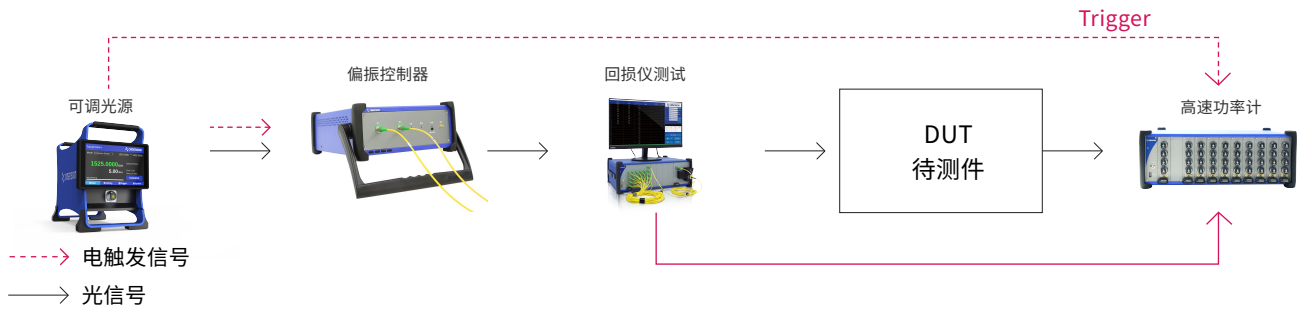 Trigger
偏振控制器
回损仪测试
可调光源
高速功率计
1525.0000
5.00
DUT
待测件
电触发信号
光信号